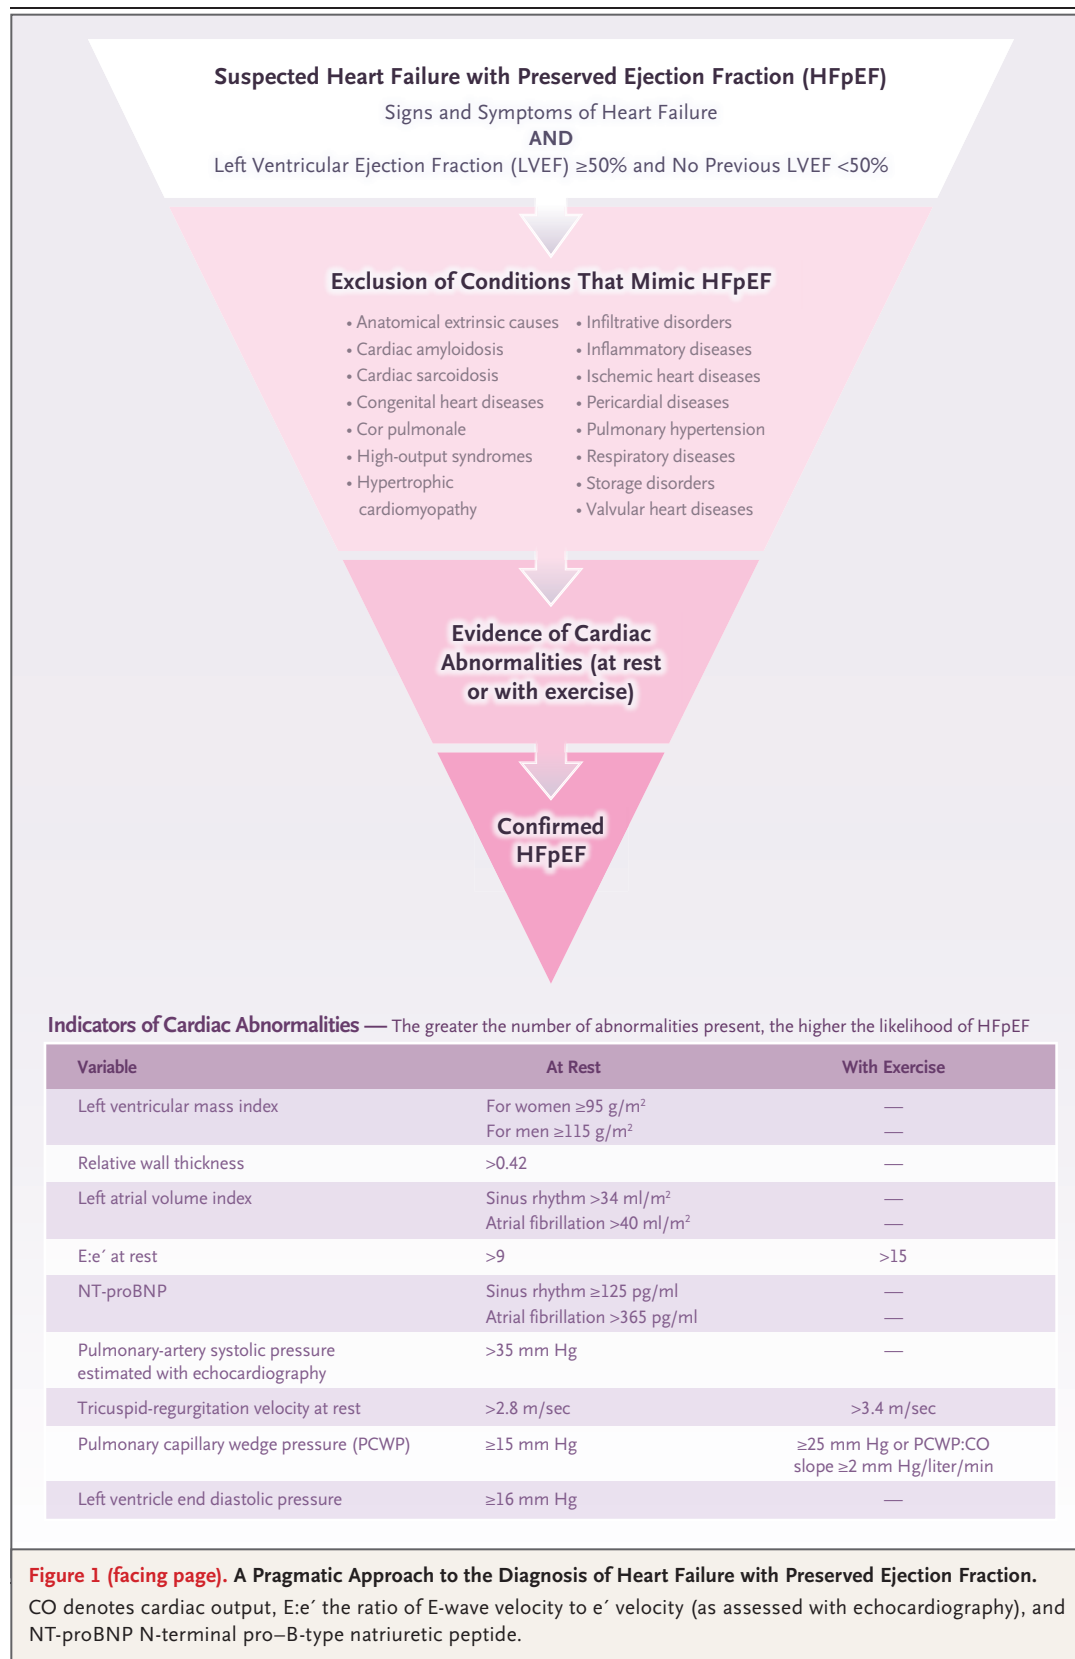 Suspected Heart Failure with Preserved Ejection Fraction (HFpEF)
Signs and Symptoms of Heart Failure
AND
Left Ventricular Ejection Fraction (LVEF) ≥50% and No Previous LVEF <50%
Exclusion of Conditions That Mimic HFpEF
• Anatomical extrinsic causes
• Cardiac amyloidosis
• Cardiac sarcoidosis
• Congenital heart diseases
• Cor pulmonale
• High-output syndromes
• Hypertrophic
cardiomyopathy
• Infiltrative disorders
• Inflammatory diseases
• Ischemic heart diseases
• Pericardial diseases
• Pulmonary hypertension
• Respiratory diseases
• Storage disorders
• Valvular heart diseases
Evidence of Cardiac
Abnormalities (at rest
or with exercise)
Confirmed
HFpEF
Indicators of Cardiac Abnormalities — The greater the number of abnormalities present, the higher the likelihood of HFpEF
Variable At Rest With Exercise
Left ventricular mass index For women ≥95 g/m² —
For men ≥115 g/m² —
Relative wall thickness >0.42 —
Left atrial volume index Sinus rhythm >34 ml/m² —
Atrial fibrillation >40 ml/m² —
E:e′ at rest >9 >15
NT-proBNP Sinus rhythm ≥125 pg/ml —
Atrial fibrillation >365 pg/ml —
Pulmonary-artery systolic pressure >35 mm Hg —
estimated with echocardiography
Tricuspid-regurgitation velocity at rest >2.8 m/sec >3.4 m/sec
Pulmonary capillary wedge pressure (PCWP) ≥15 mm Hg ≥25 mm Hg or PCWP:CO
slope ≥2 mm Hg/liter/min
Left ventricle end diastolic pressure ≥16 mm Hg —
Figure 1 (facing page). A Pragmatic Approach to the Diagnosis of Heart Failure with Preserved Ejection Fraction.
CO denotes cardiac output, E:e′ the ratio of E-wave velocity to e′ velocity (as assessed with echocardiography), and
NT-proBNP N-terminal pro–B-type natriuretic peptide.